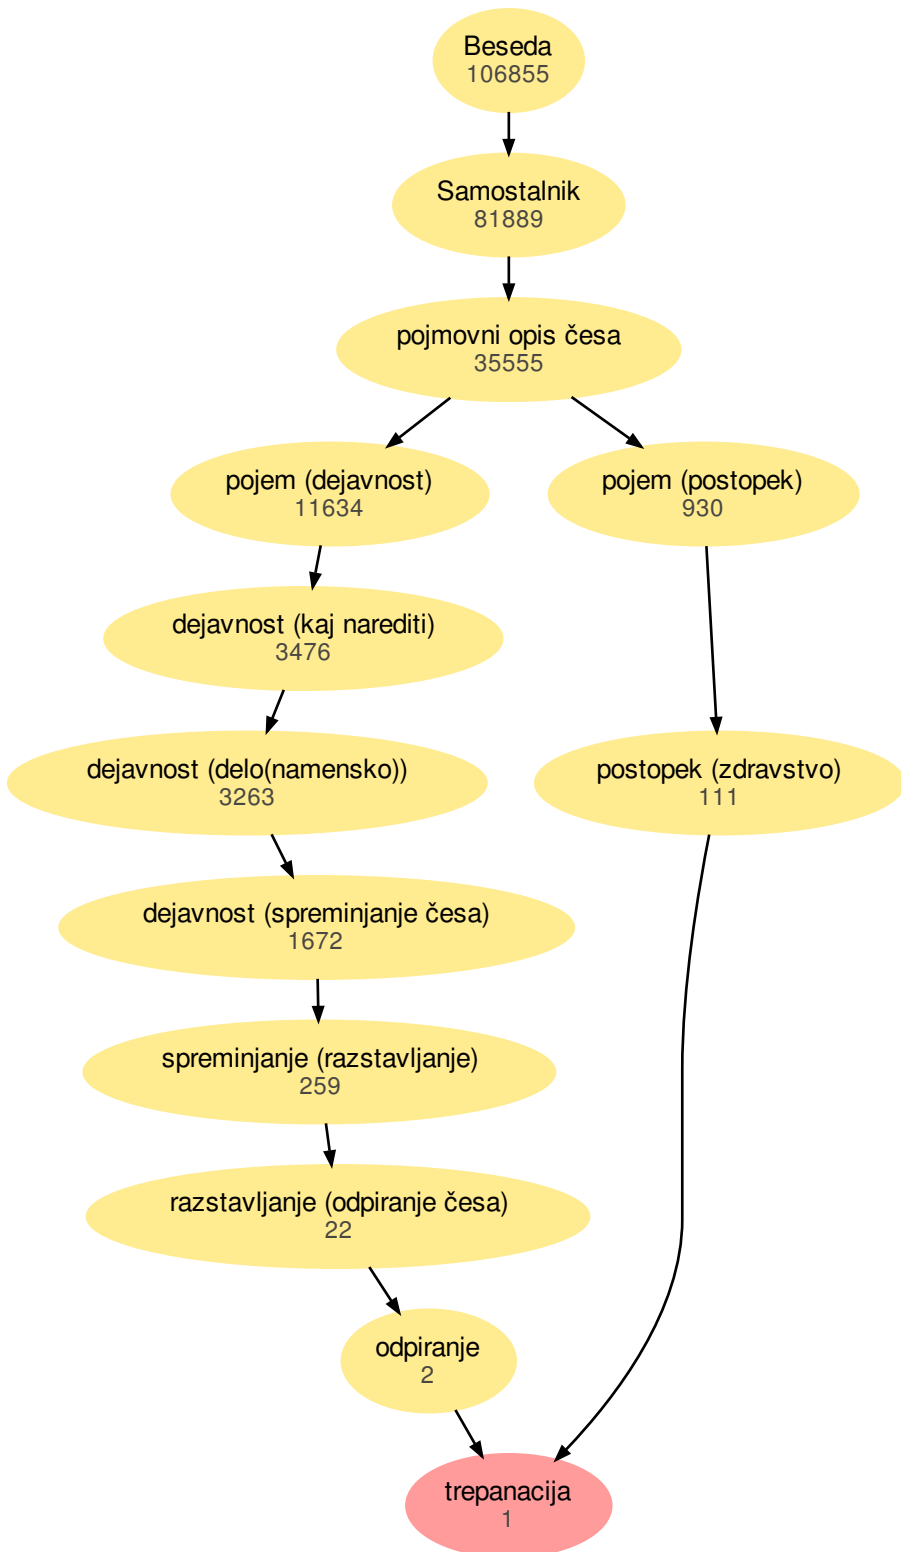 Beseda
106855
Samostalnik
81889
pojmovni opis česa
35555
pojem (dejavnost)
11634
pojem (postopek)
930
dejavnost (kaj narediti)
3476
dejavnost (delo(namensko))
3263
postopek (zdravstvo)
111
dejavnost (spreminjanje česa)
1672
spreminjanje (razstavljanje)
259
razstavljanje (odpiranje česa)
22
odpiranje
2
trepanacija
1